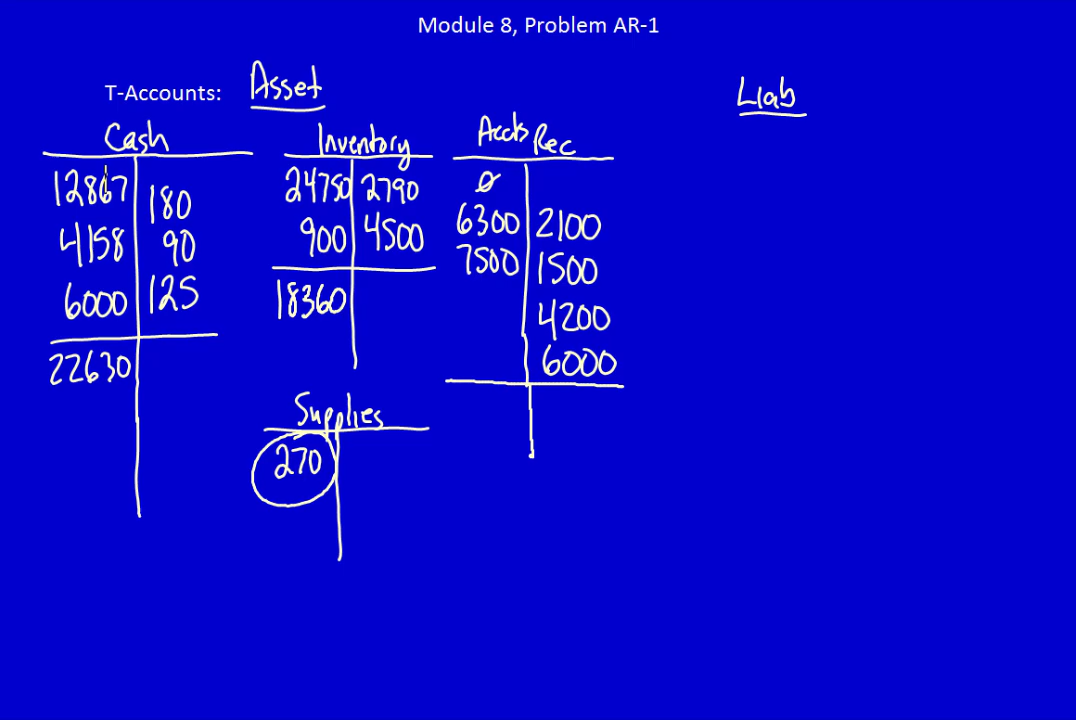 Module 8, Problem AR-1
T-Accounts: Asset Liab
Cash
12867
180
4158 90
6000 125
22630
Inventory
24750 2790
900 4500
18360
Accts Rec
0
6300 2100
7500 1500
4200
6000
Supplies
270